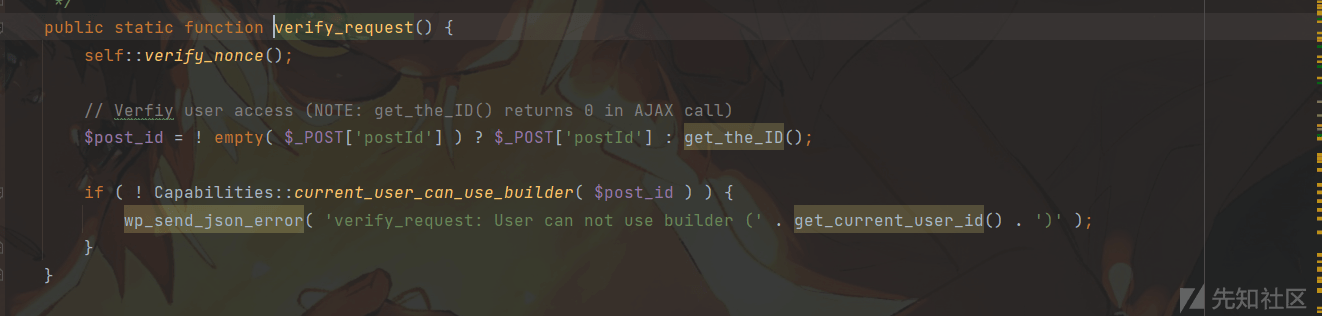 */
public static function verify_request() {
self::verify_nonce();
// Verfiy user access (NOTE: get_the_ID() returns 0 in AJAX call)
$post_id = ! empty( $_POST['postId'] ) ? $_POST['postId'] : get_the_ID();
if ( ! Capabilities::current_user_can_use_builder( $post_id ) ) {
wp_send_json_error( 'verify_request: User can not use builder (' . get_current_user_id() . ')' );
}
}
先知社区